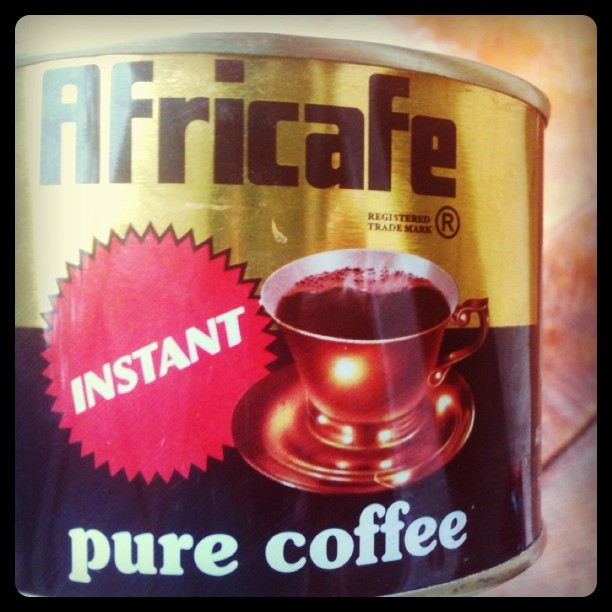 Africafe
REGISTERED
TRADE MARK ®
INSTANT
pure coffee